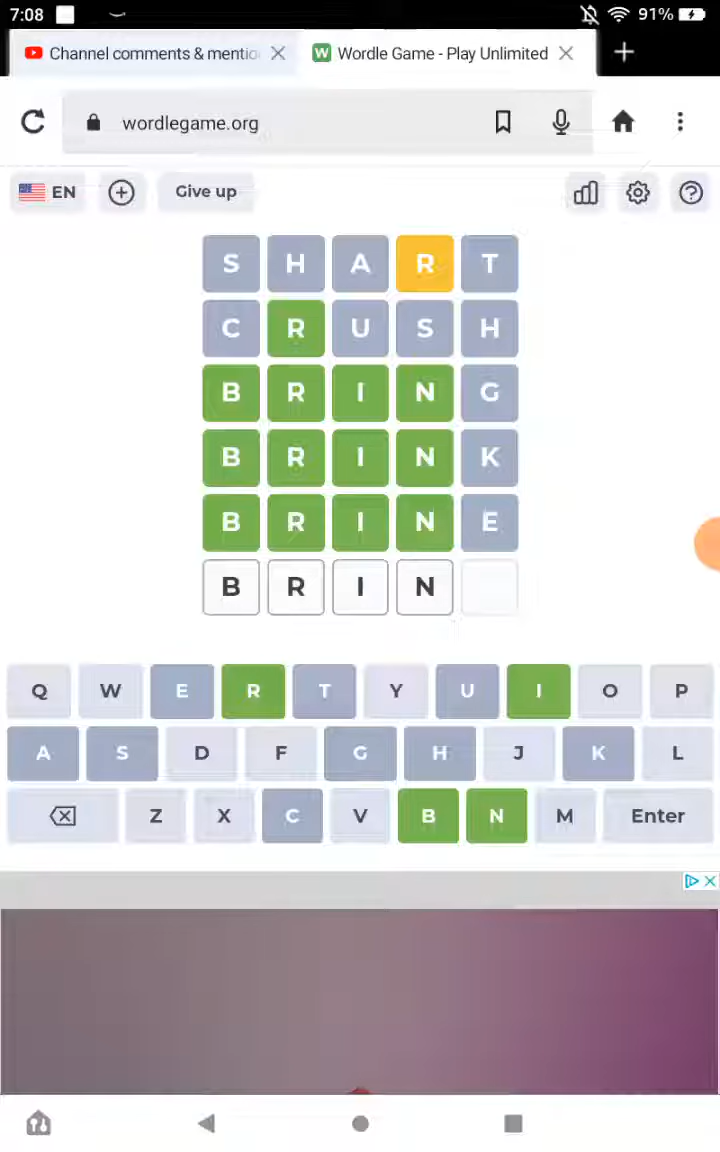 7:08 91%
Channel comments & mentio Wordle Game - Play Unlimited
wordlegame.org
EN Give up
S H A R T
C R U S H
B R I N G
B R I N K
B R I N E
B R I N
Q W E R T Y U I O P
A S D F G H J K L
Z X C V B N M Enter